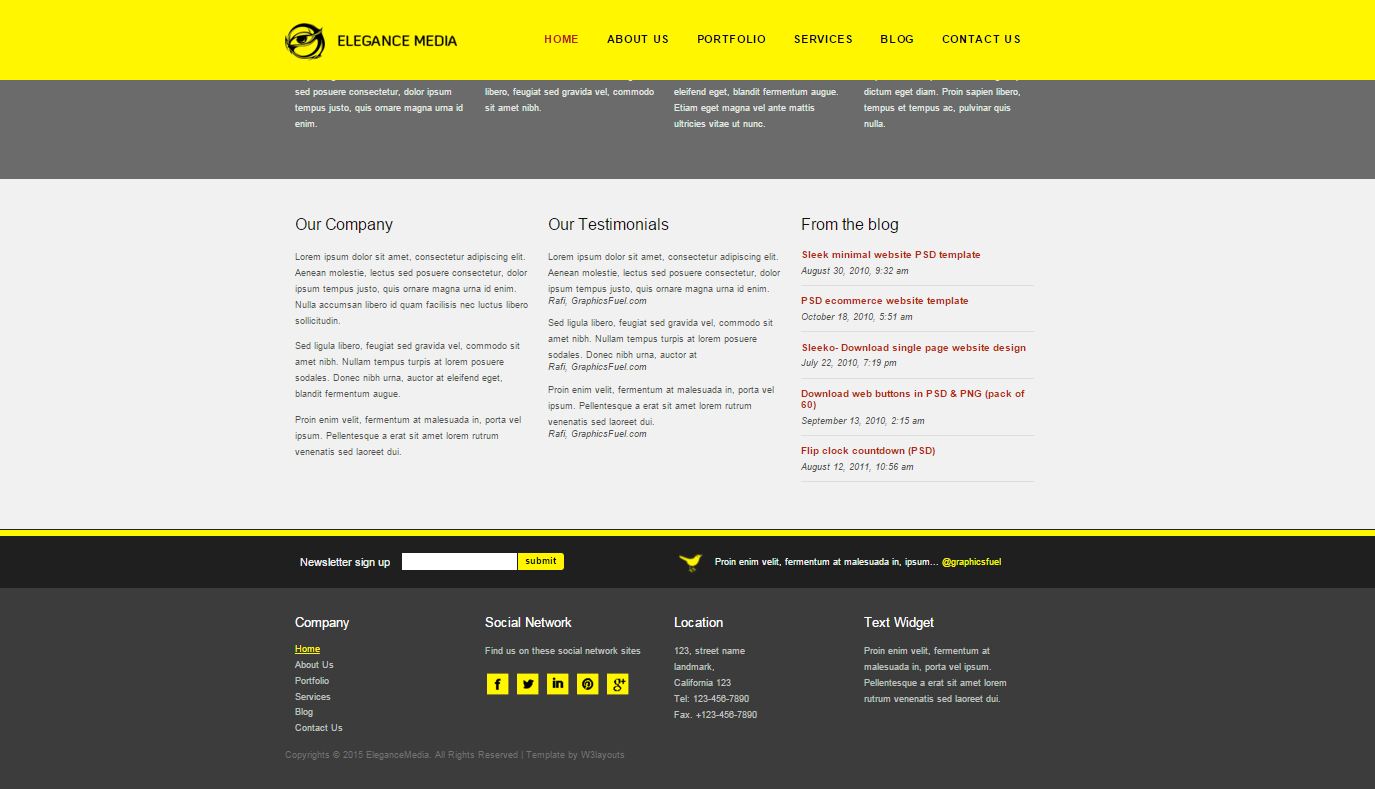 ELEGANCE MEDIA
HOME ABOUT US PORTFOLIO SERVICES BLOG CONTACT US
sed posuere consectetur, dolor ipsum
tempus justo, quis ornare magna urna id
enim.
libero, feugiat sed gravida vel, commodo
sit amet nibh.
eleifend eget, blandit fermentum augue.
Etiam eget magna vel ante mattis
ultricies vitae ut nunc.
dictum eget diam. Proin sapien libero,
tempus et tempus ac, pulvinar quis
nulla.
Our Company
Lorem ipsum dolor sit amet, consectetur adipiscing elit.
Aenean molestie, lectus sed posuere consectetur, dolor
ipsum tempus justo, quis ornare magna urna id enim.
Nulla accumsan libero id quam facilisis nec luctus libero
sollicitudin.
Sed ligula libero, feugiat sed gravida vel, commodo sit
amet nibh. Nullam tempus turpis at lorem posuere
sodales. Donec nibh urna, auctor at eleifend eget,
blandit fermentum augue.
Proin enim velit, fermentum at malesuada in, porta vel
ipsum. Pellentesque a erat sit amet lorem rutrum
venenatis sed laoreet dui.
Our Testimonials
Lorem ipsum dolor sit amet, consectetur adipiscing elit.
Aenean molestie, lectus sed posuere consectetur, dolor
ipsum tempus justo, quis ornare magna urna id enim.
Rafi, GraphicsFuel.com
Sed ligula libero, feugiat sed gravida vel, commodo sit
amet nibh. Nullam tempus turpis at lorem posuere
sodales. Donec nibh urna, auctor at
Rafi, GraphicsFuel.com
Proin enim velit, fermentum at malesuada in, porta vel
ipsum. Pellentesque a erat sit amet lorem rutrum
venenatis sed laoreet dui.
Rafi, GraphicsFuel.com
From the blog
Sleek minimal website PSD template
August 30, 2010, 9:32 am
PSD ecommerce website template
October 18, 2010, 5:51 am
Sleeko- Download single page website design
July 22, 2010, 7:19 pm
Download web buttons in PSD & PNG (pack of
60)
September 13, 2010, 2:15 am
Flip clock countdown (PSD)
August 12, 2011, 10:56 am
Newsletter sign up submit
Proin enim velit, fermentum at malesuada in, ipsum... @graphicsfuel
Company
Home
About Us
Portfolio
Services
Blog
Contact Us
Social Network
Find us on these social network sites
Location
123, street name
landmark,
California 123
Tel: 123-456-7890
Fax. +123-456-7890
Text Widget
Proin enim velit, fermentum at
malesuada in, porta vel ipsum.
Pellentesque a erat sit amet lorem
rutrum venenatis sed laoreet dui.
Copyrights © 2015 EleganceMedia. All Rights Reserved | Template by W3layouts